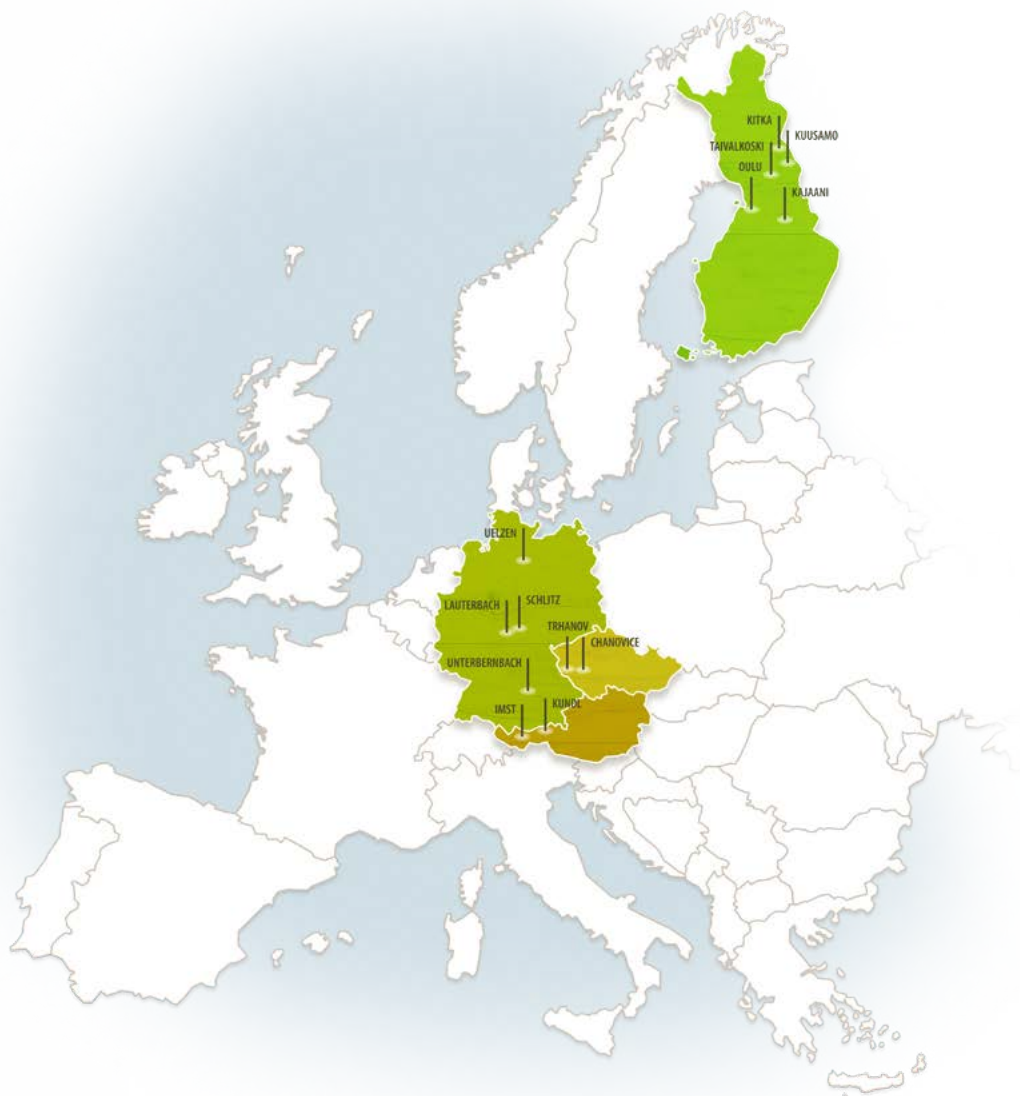 KITKA
KUUSAMO
TAIVALKOSKI
OULU
KAJAANI
UELZEN
LAUTERBACH
SCHLITZ
TRHANOV
CHANOVICE
UNTERBERNBACH
IMST
KUNDL